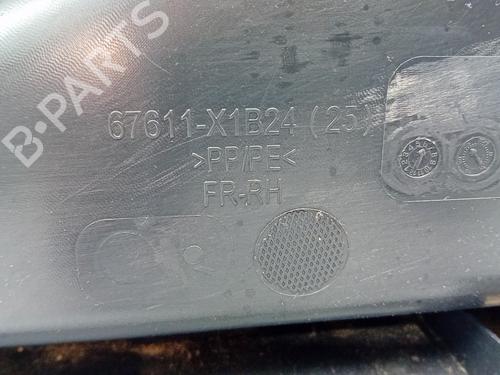 B-PARTS
67611-X1B24 (25)
>PP/PE<
FR-RH